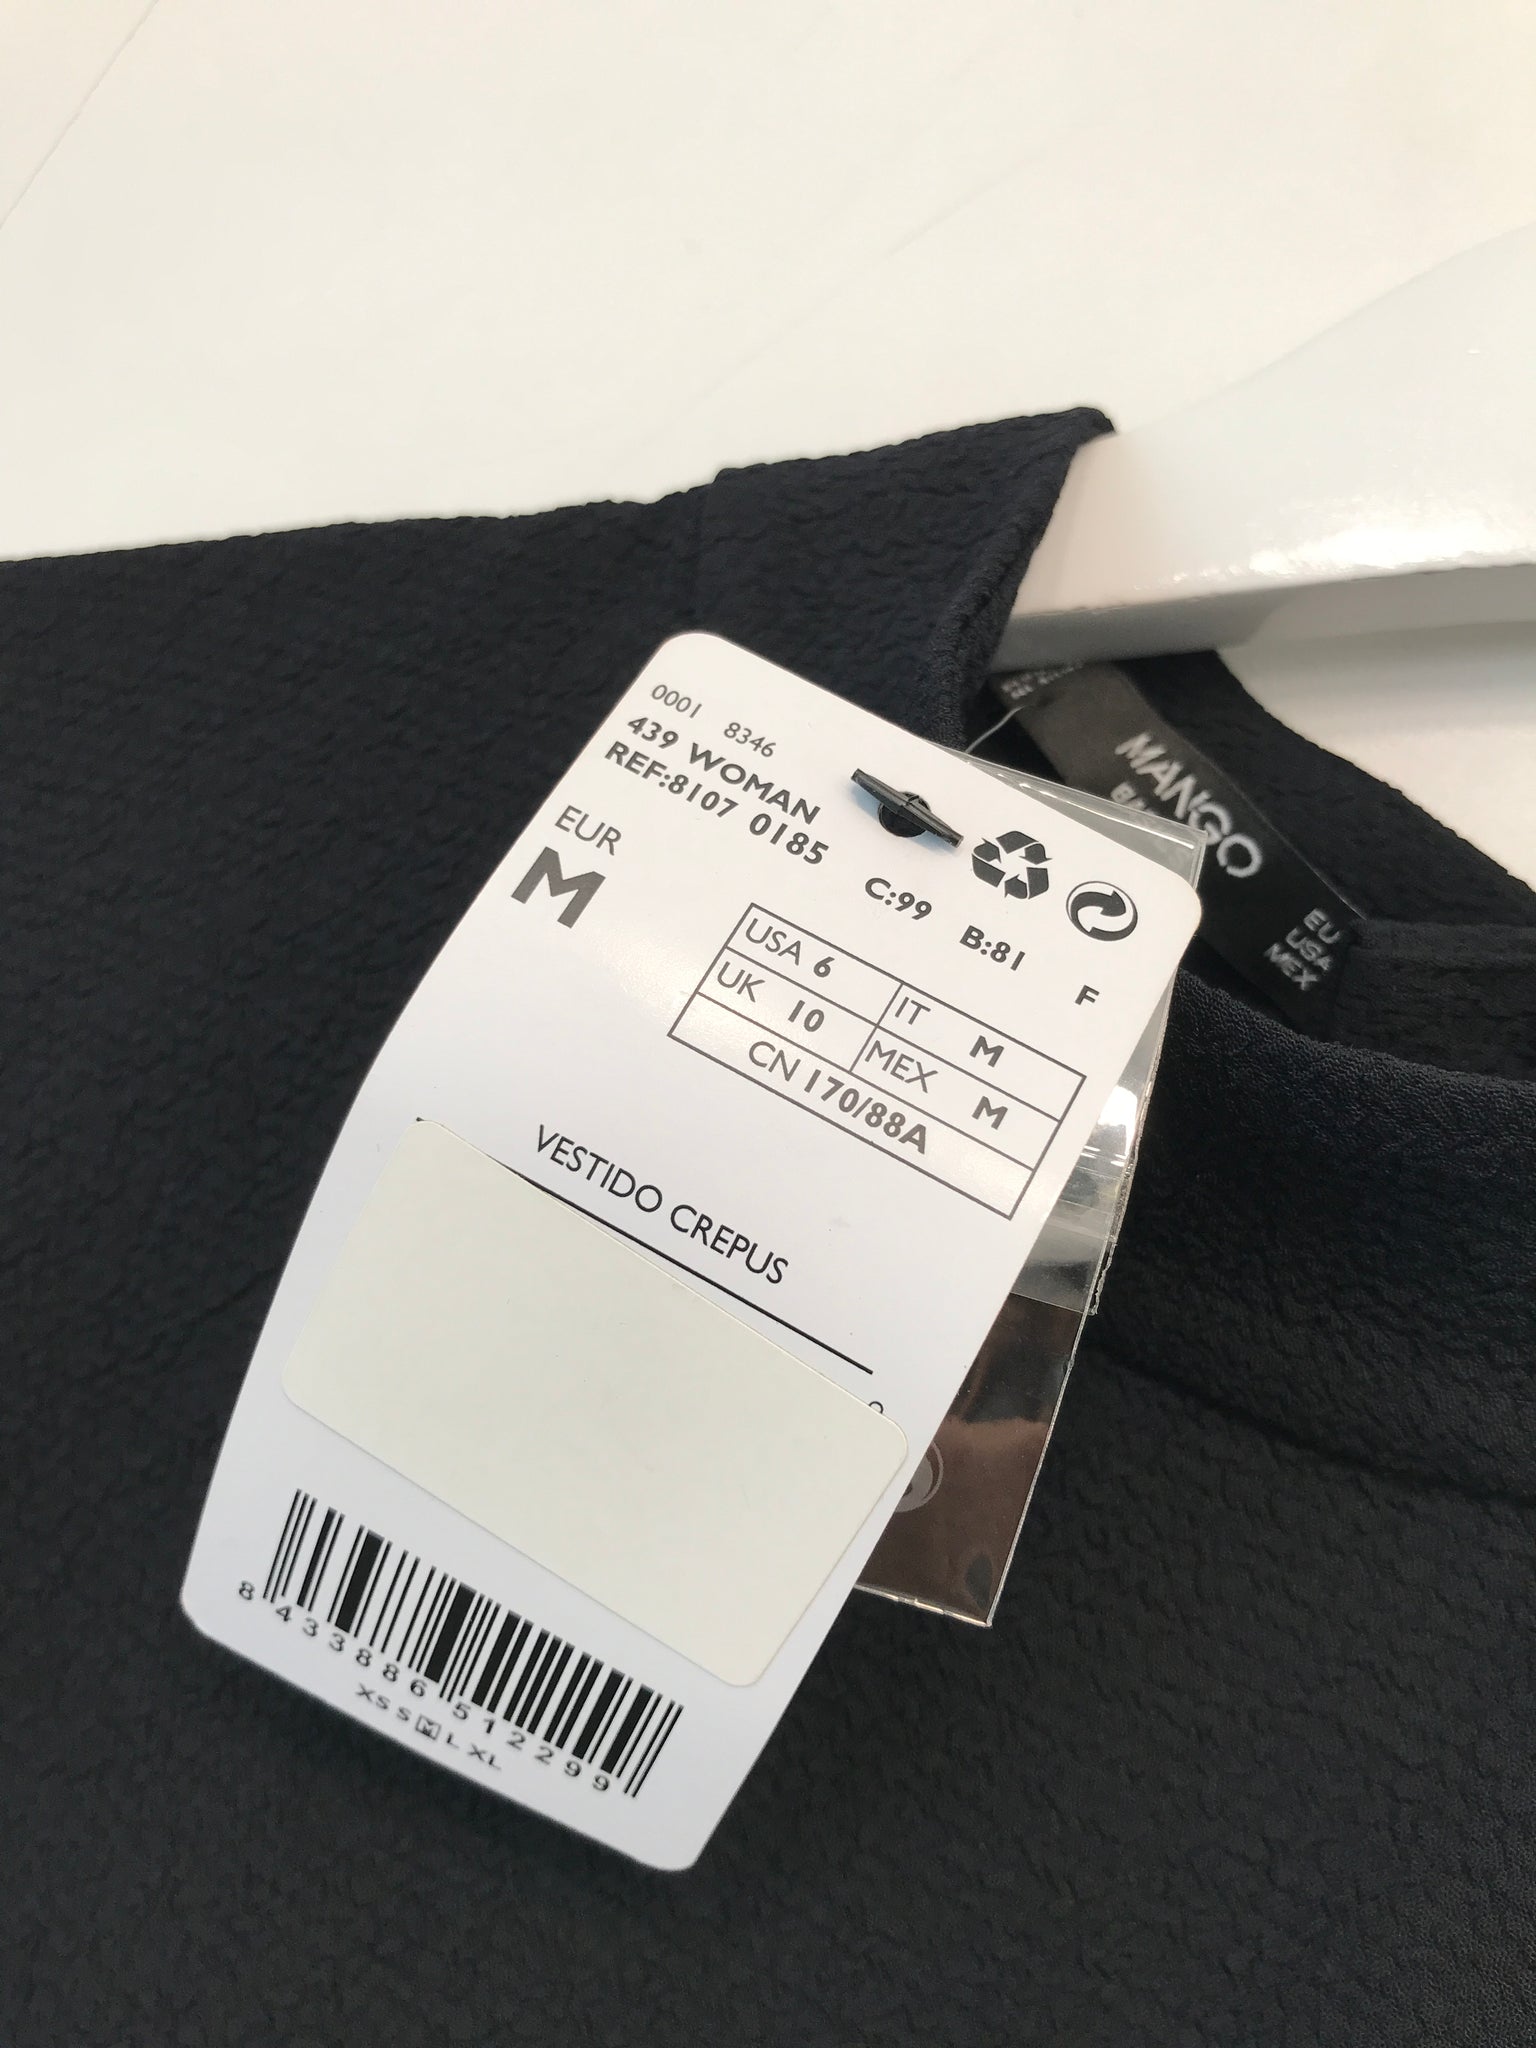 0001 8346
439 WOMAN
REF:8107 0185
C:99 B:81 F
EUR
M
USA 6 IT M
UK 10 MEX M
CN 170/88A
VESTIDO CREPUS
8 433886 512299
XS S M L XL
MANGO
EU
USA
MEX